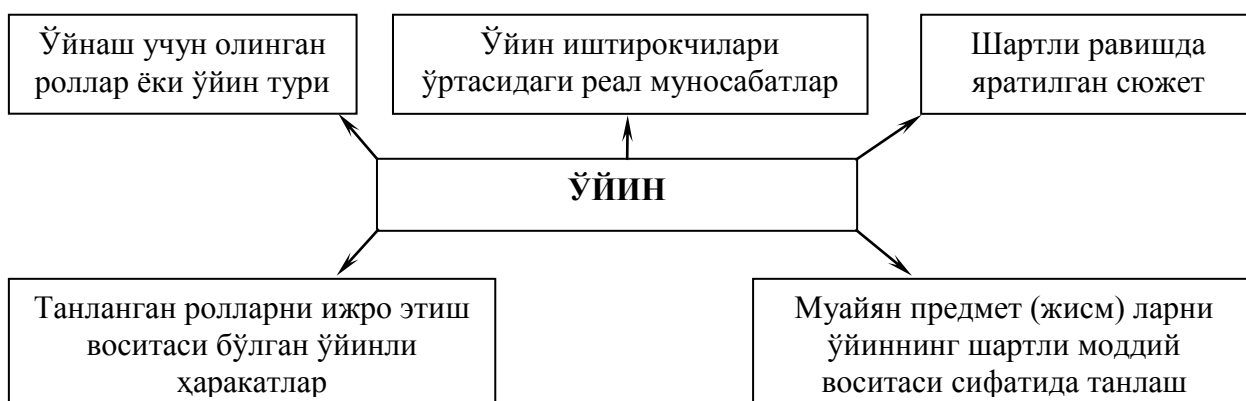 Ўйнаш учун олинган
роллар ёки ўйин тури
Ўйин иштирокчилари
ўртасидаги реал муносабатлар
Шартли равишда
яратилган сюжет
ЎЙИН
Танланган ролларни ижро этиш
воситаси бўлган ўйинли
ҳаракатлар
Муайян предмет (жисм) ларни
ўйиннинг шартли моддий
воситаси сифатида танлаш